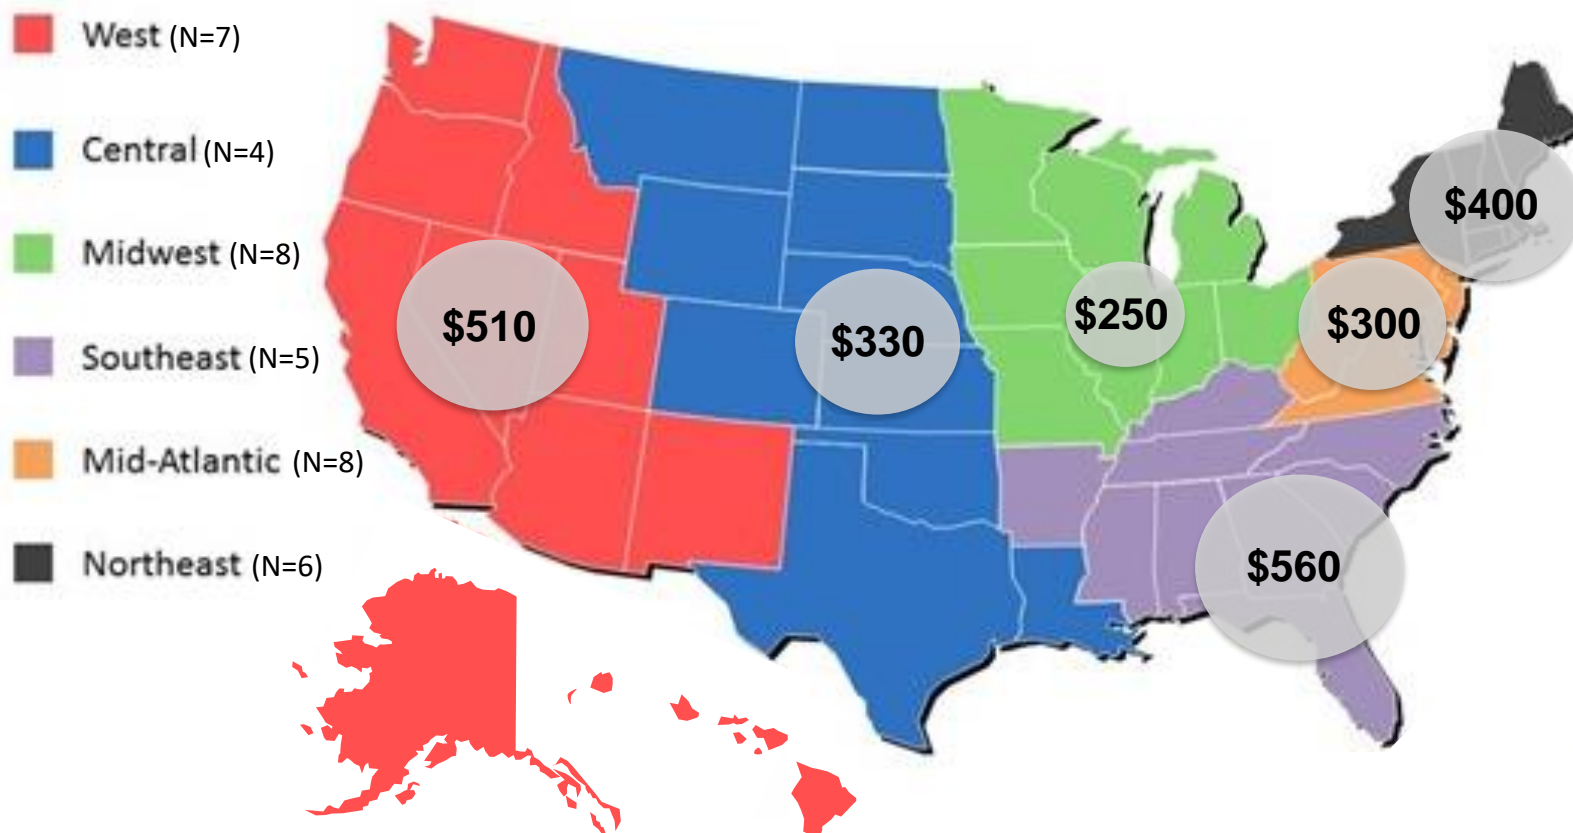 West (N=7)
Central (N=4)
Midwest (N=8)
Southeast (N=5)
Mid-Atlantic (N=8)
Northeast (N=6)
$400
$510
$330
$250
$300
$560